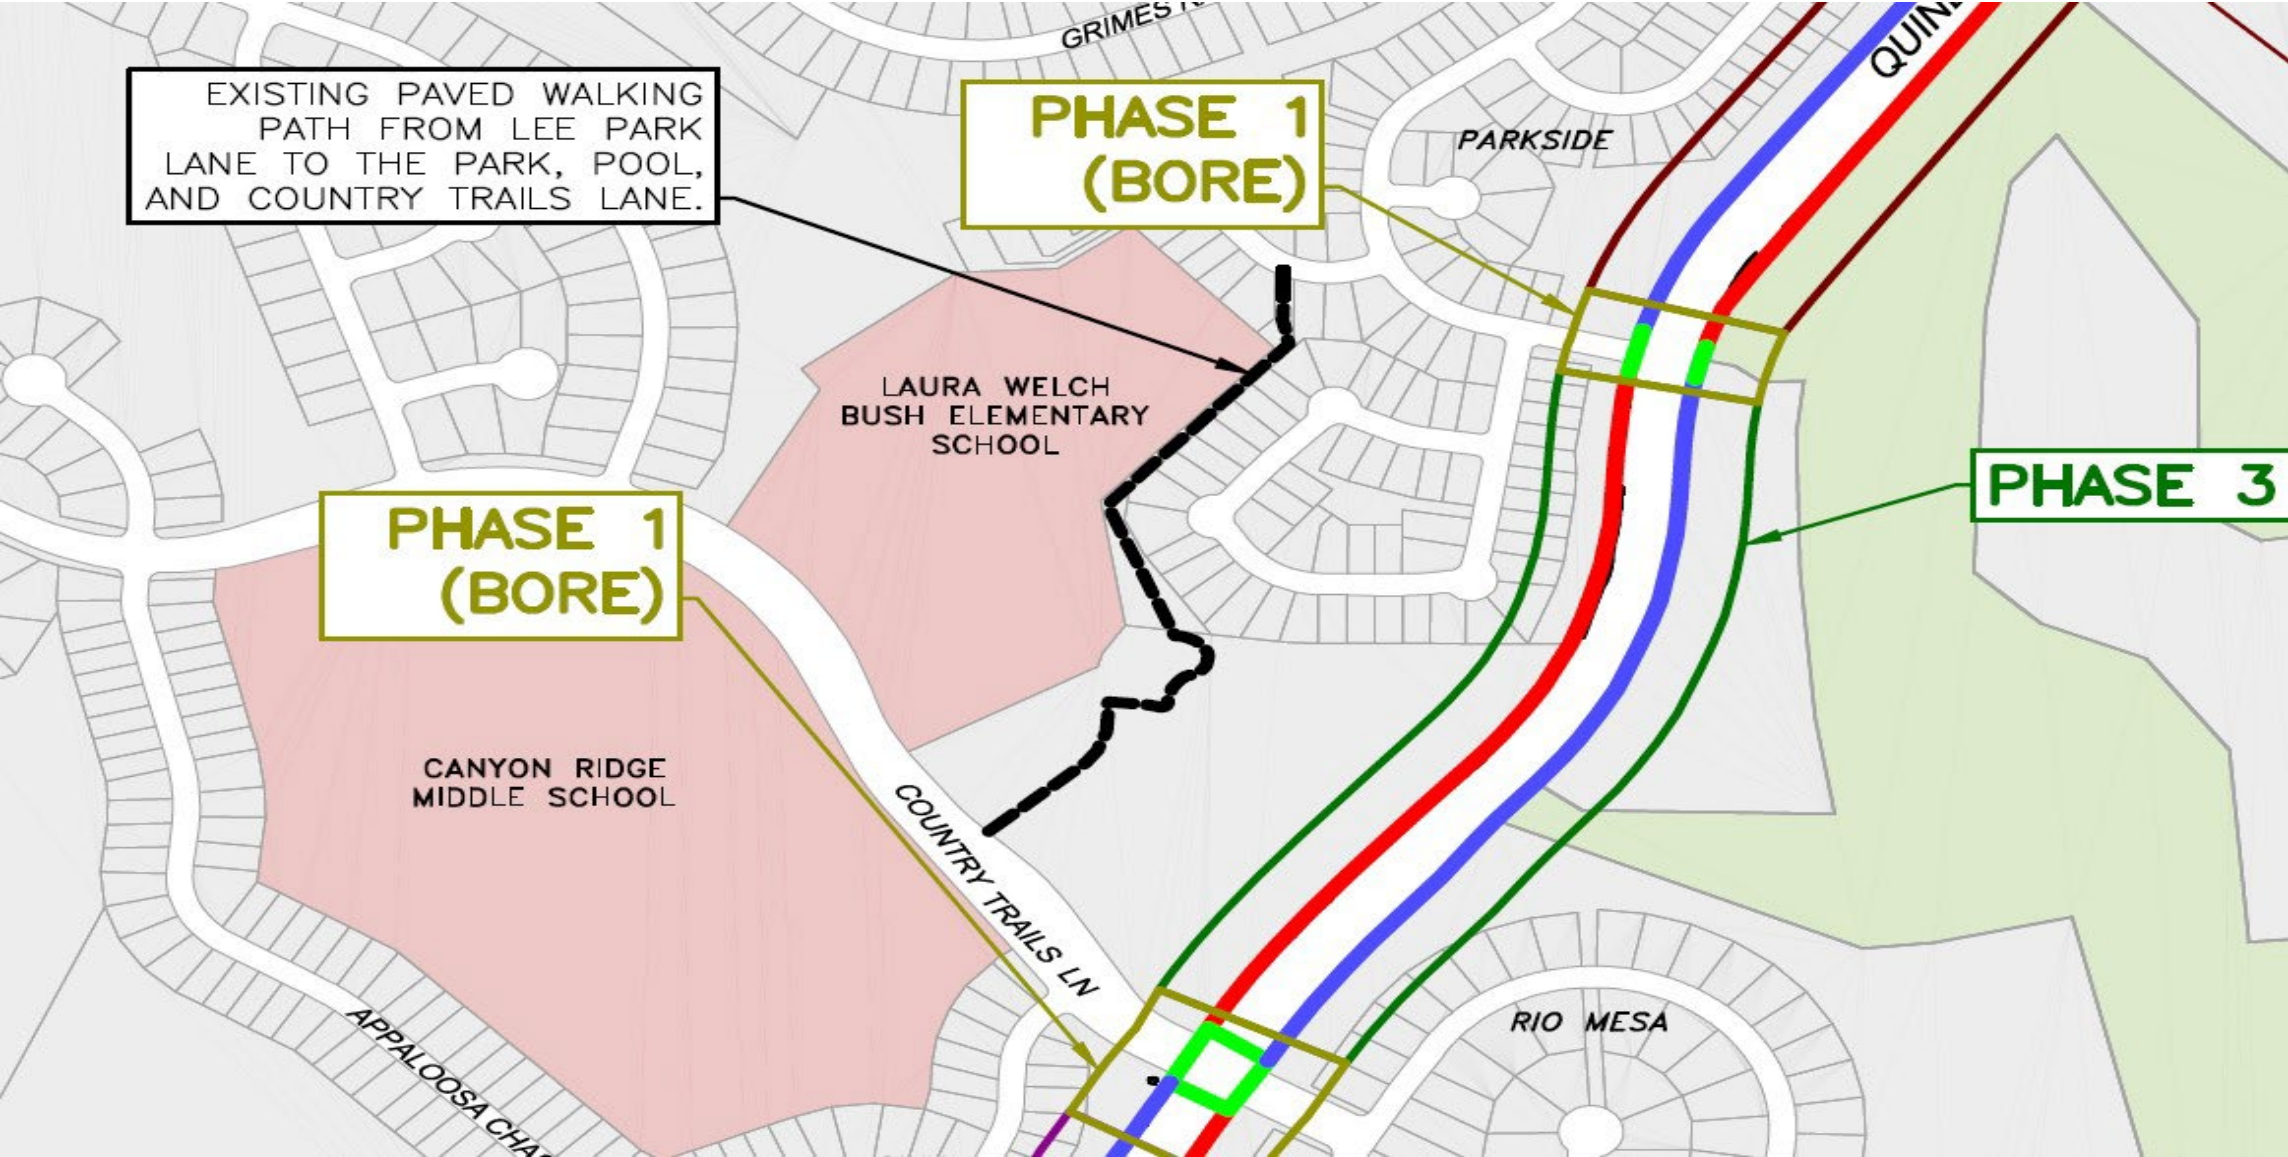 GRIMES
QUIN
EXISTING PAVED WALKING
PATH FROM LEE PARK
LANE TO THE PARK, POOL,
AND COUNTRY TRAILS LANE.
PHASE 1
(BORE)
PARKSIDE
LAURA WELCH
BUSH ELEMENTARY
SCHOOL
PHASE 3
PHASE 1
(BORE)
CANYON RIDGE
MIDDLE SCHOOL
COUNTRY TRAILS LN
RIO MESA
APPALOOSA CHA